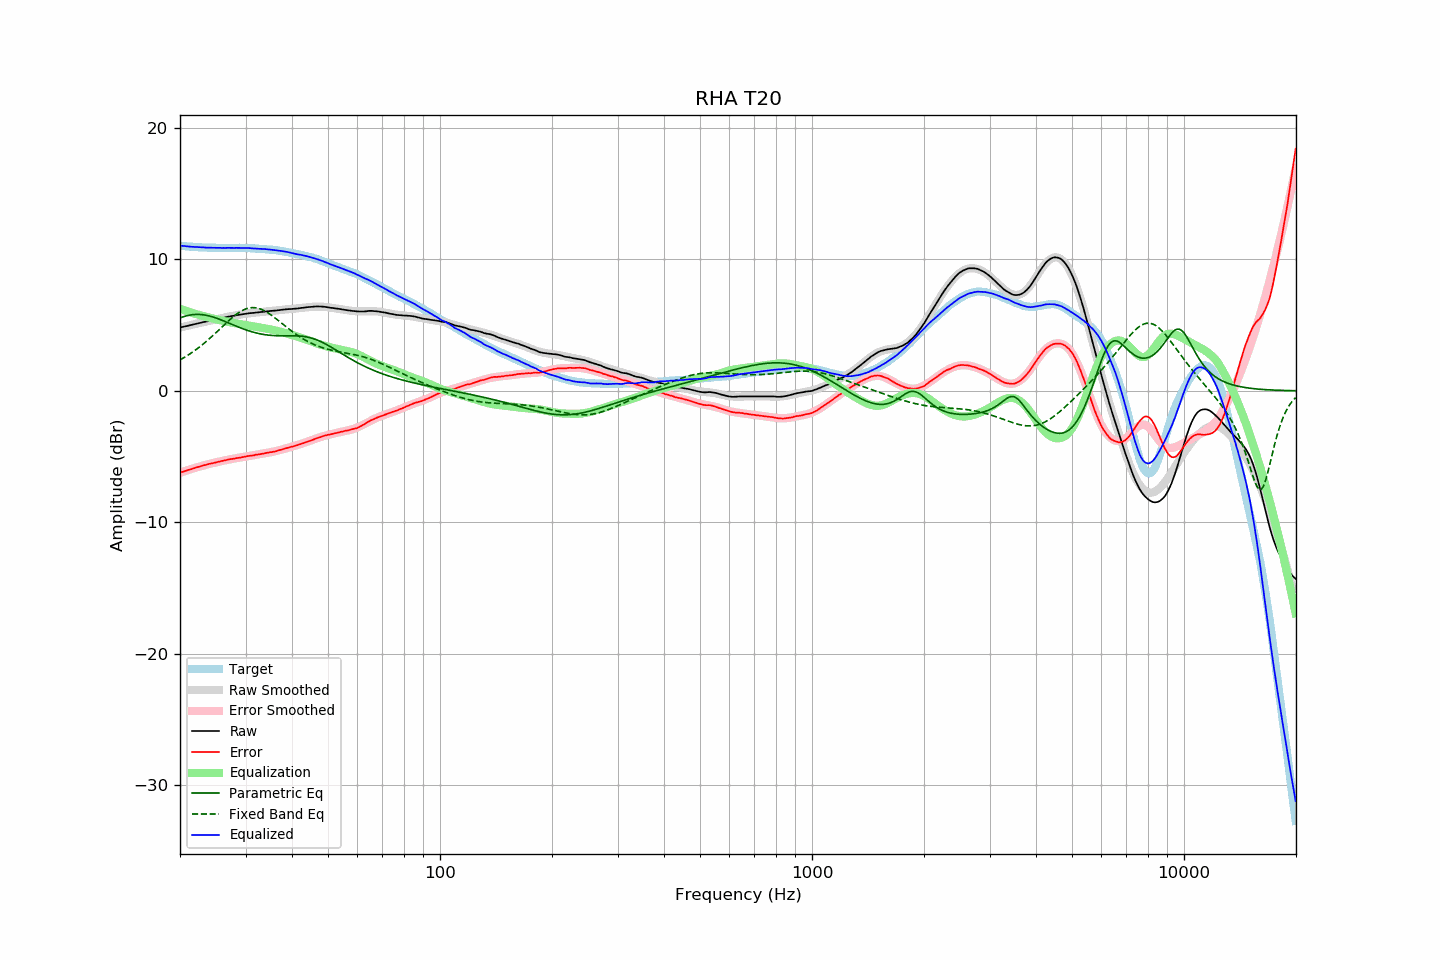 RHA T20
20
10
0
−10
−20
−30
Amplitude (dBr)
Target
Raw Smoothed
Error Smoothed
Raw
Error
Equalization
Parametric Eq
Fixed Band Eq
Equalized
100
1000
10000
Frequency (Hz)